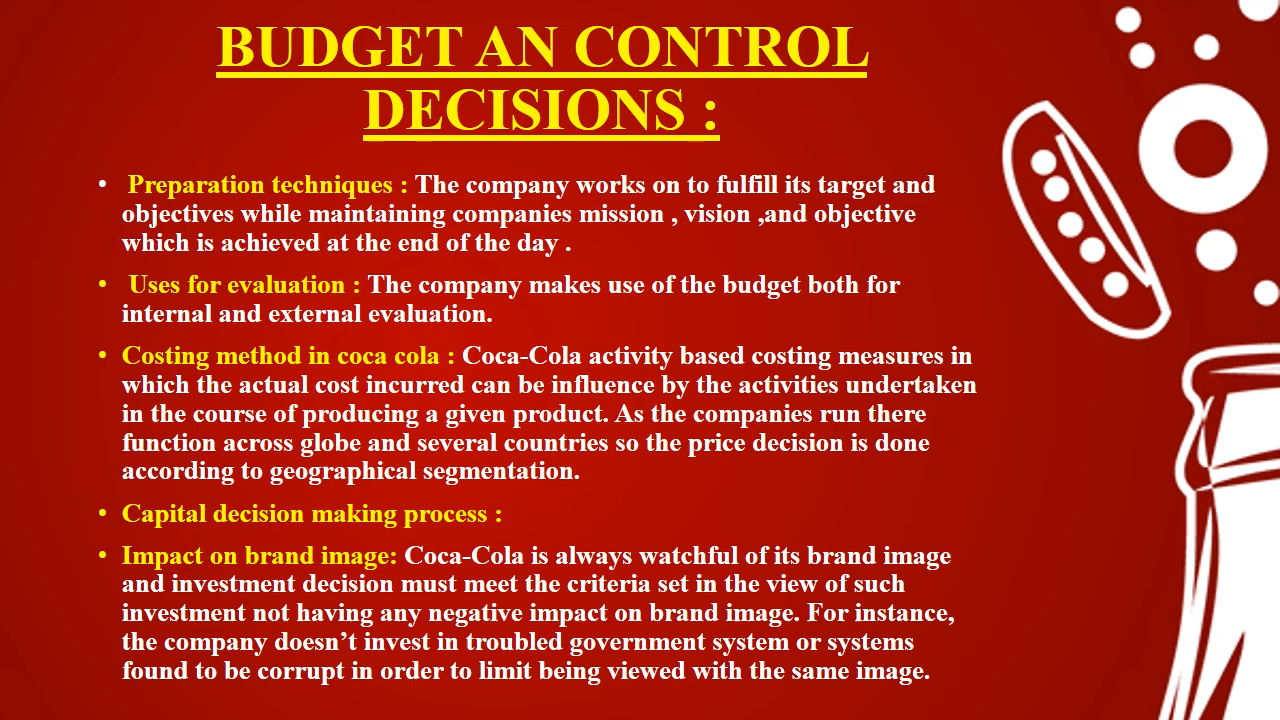 BUDGET AN CONTROL
DECISIONS :
• Preparation techniques : The company works on to fulfill its target and
objectives while maintaining companies mission , vision ,and objective
which is achieved at the end of the day .
• Uses for evaluation : The company makes use of the budget both for
internal and external evaluation.
• Costing method in coca cola : Coca-Cola activity based costing measures in
which the actual cost incurred can be influence by the activities undertaken
in the course of producing a given product. As the companies run there
function across globe and several countries so the price decision is done
according to geographical segmentation.
• Capital decision making process :
• Impact on brand image: Coca-Cola is always watchful of its brand image
and investment decision must meet the criteria set in the view of such
investment not having any negative impact on brand image. For instance,
the company doesn’t invest in troubled government system or systems
found to be corrupt in order to limit being viewed with the same image.